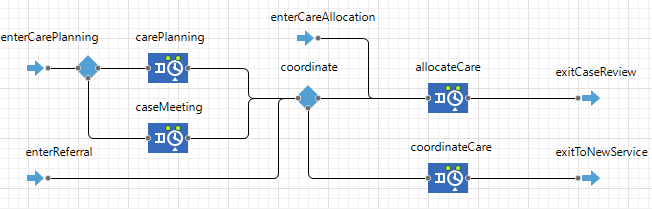 enterCareAllocation
enterCarePlanning
carePlanning
coordinate
allocateCare
exitCaseReview
caseMeeting
enterReferral
coordinateCare
exitToNewService